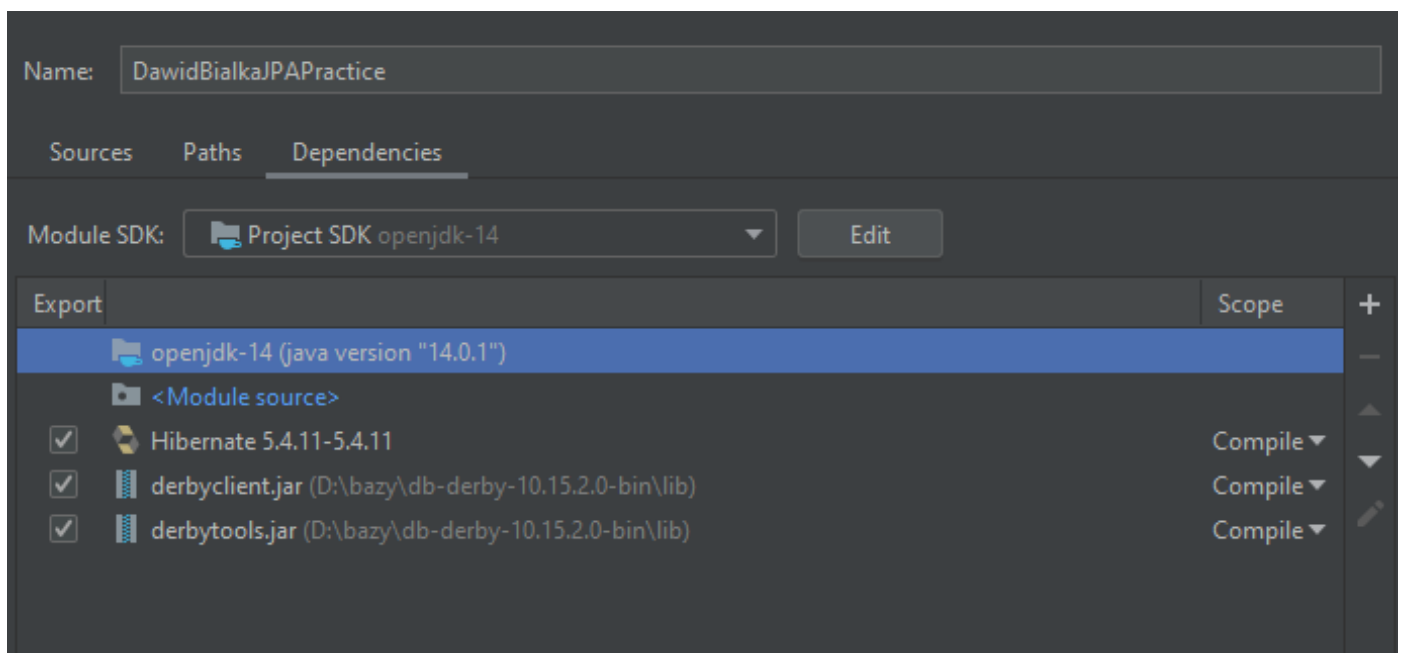 Name: DawidBialkaJPAPractice
Sources Paths Dependencies
Module SDK: Project SDK openjdk-14 Edit
Export Scope
openjdk-14 (java version "14.0.1")
<Module source>
Hibernate 5.4.11-5.4.11 Compile
derbyclient.jar (D:\bazy\db-derby-10.15.2.0-bin\lib) Compile
derbytools.jar (D:\bazy\db-derby-10.15.2.0-bin\lib) Compile